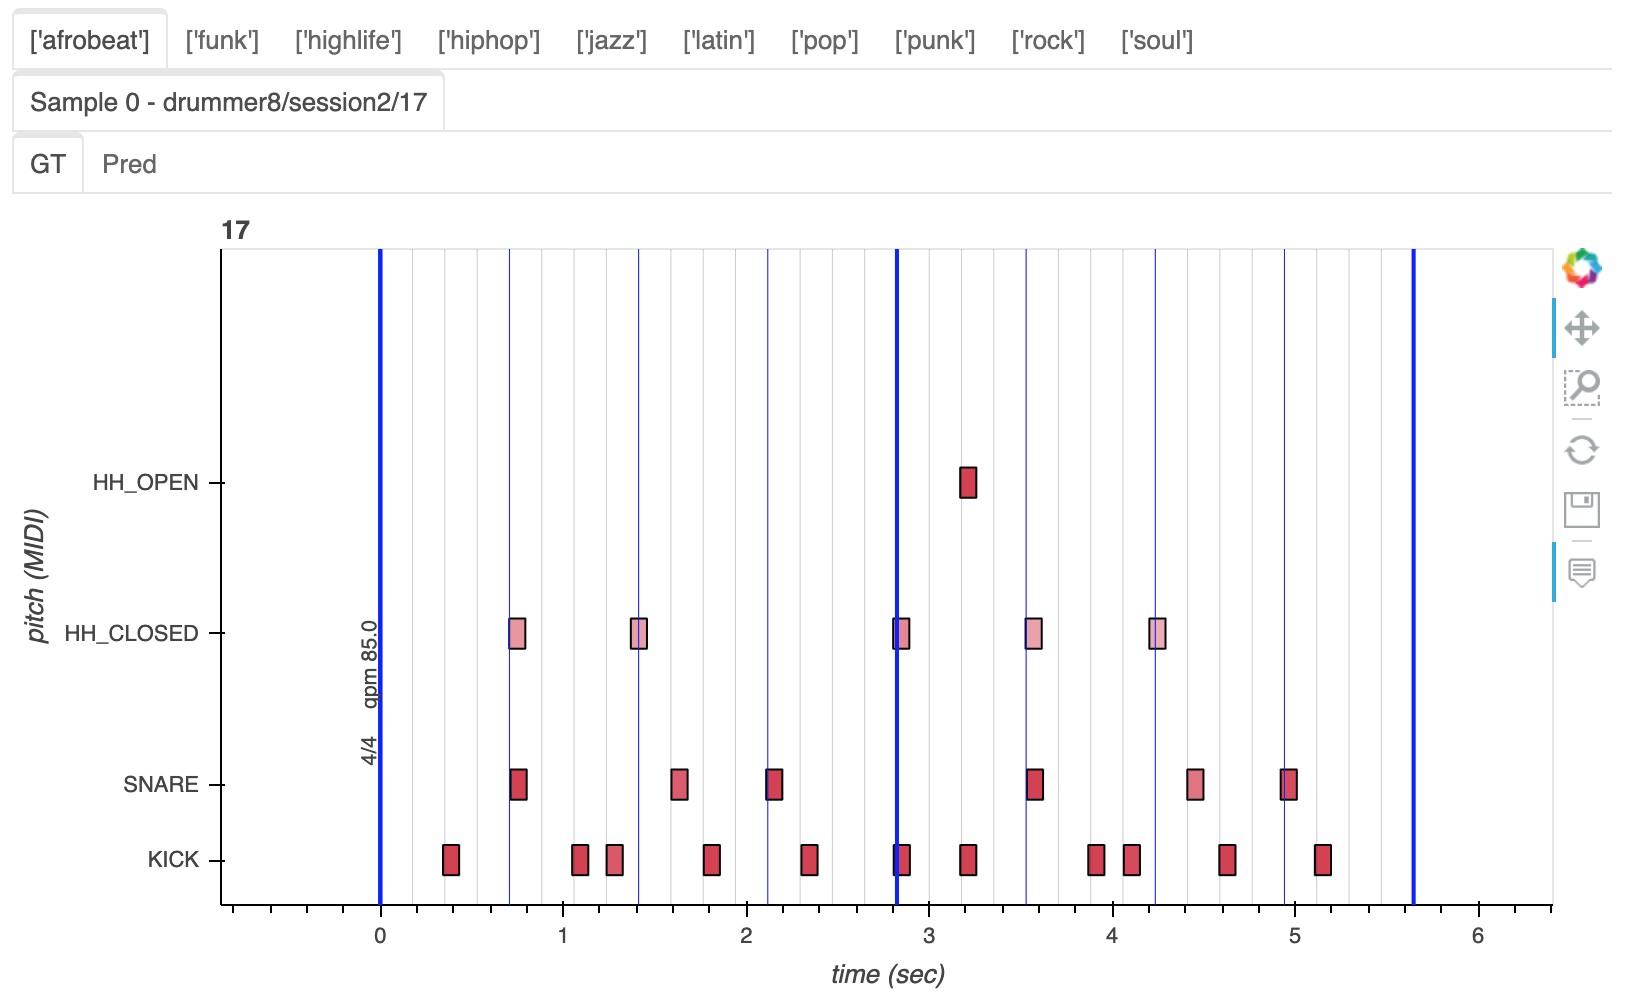 ['afrobeat'] ['funk'] ['highlife'] ['hiphop'] ['jazz'] ['latin'] ['pop'] ['punk'] ['rock'] ['soul']
Sample 0 - drummer8/session2/17
GT Pred
17
HH_OPEN
HH_CLOSED
SNARE
KICK
pitch (MIDI)
4/4 qpm 85.0
0 1 2 3 4 5 6
time (sec)